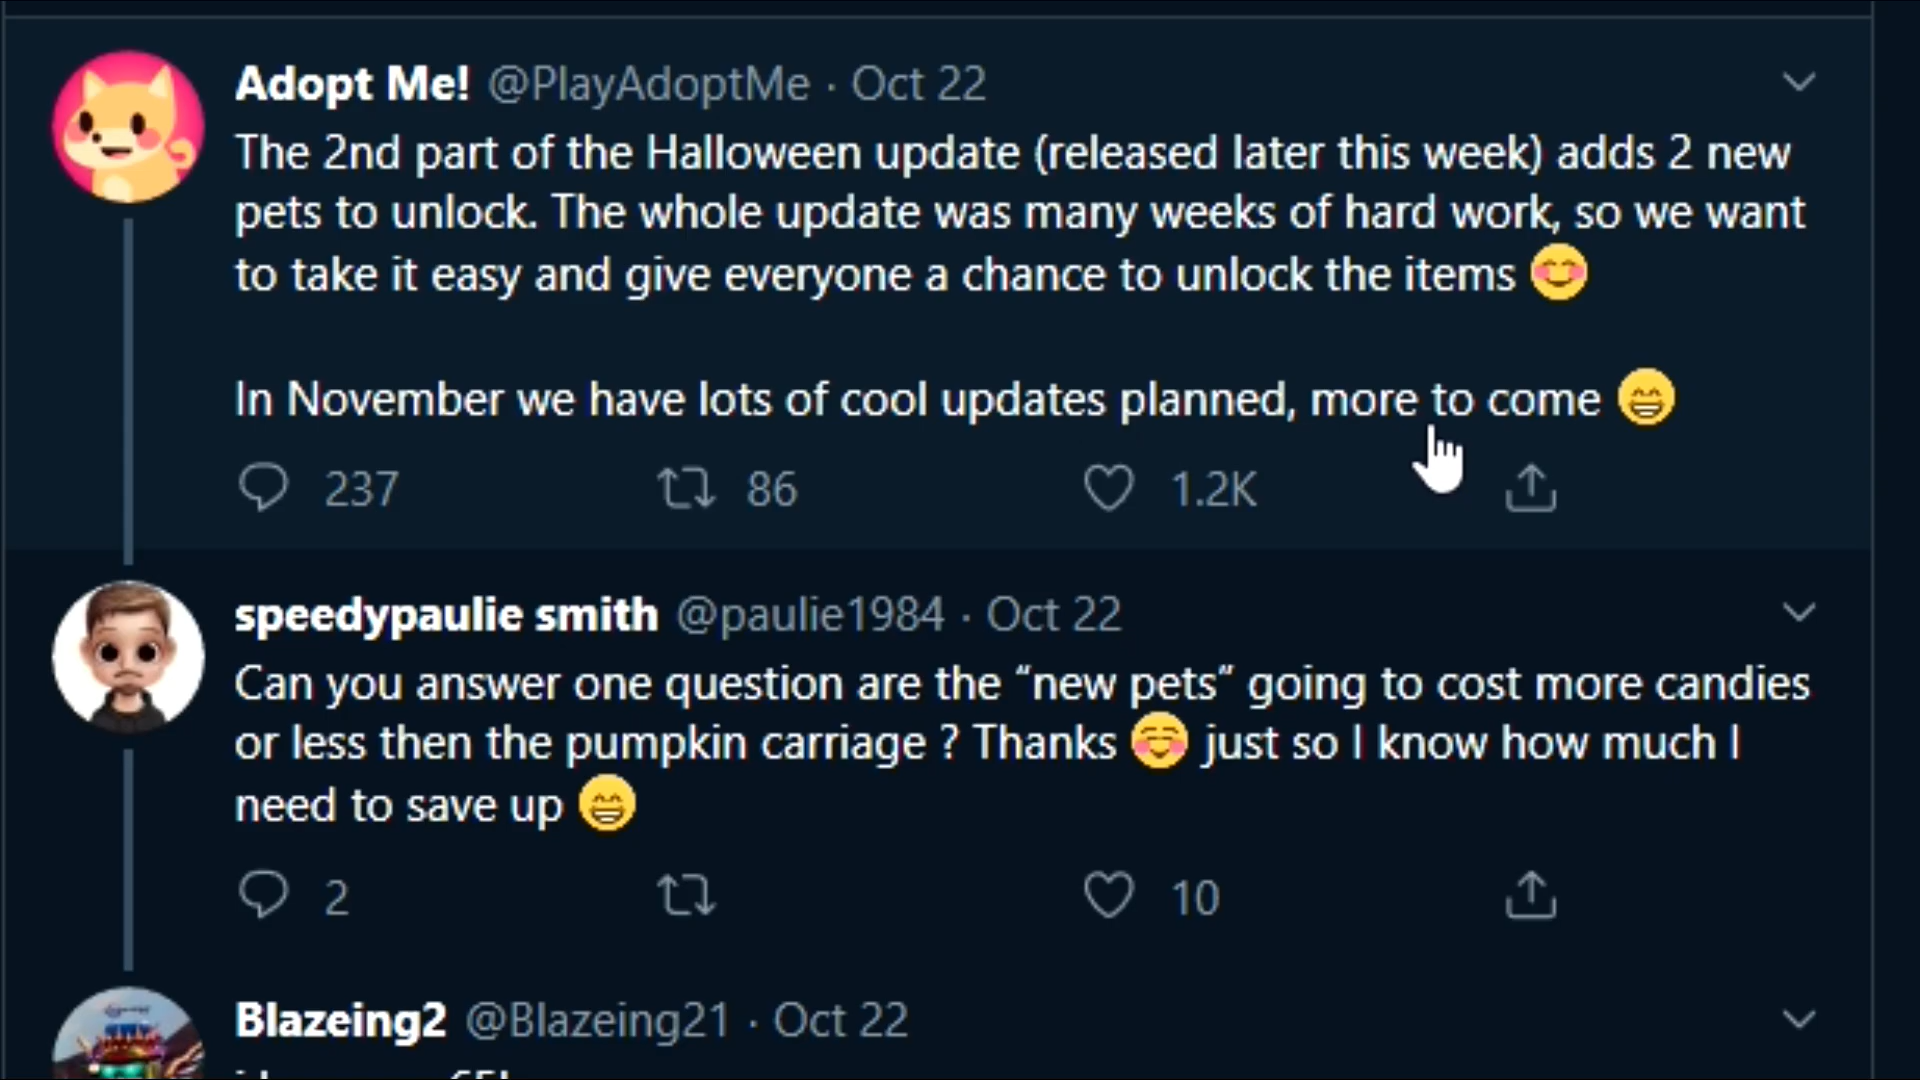 Adopt Me! @PlayAdoptMe · Oct 22
The 2nd part of the Halloween update (released later this week) adds 2 new
pets to unlock. The whole update was many weeks of hard work, so we want
to take it easy and give everyone a chance to unlock the items 😊
In November we have lots of cool updates planned, more to come 😁
237 86 1.2K
speedypaulie smith @paulie1984 · Oct 22
Can you answer one question are the “new pets” going to cost more candies
or less then the pumpkin carriage ? Thanks ☺️ just so I know how much I
need to save up 😁
2 10
Blazeing2 @Blazeing21 · Oct 22